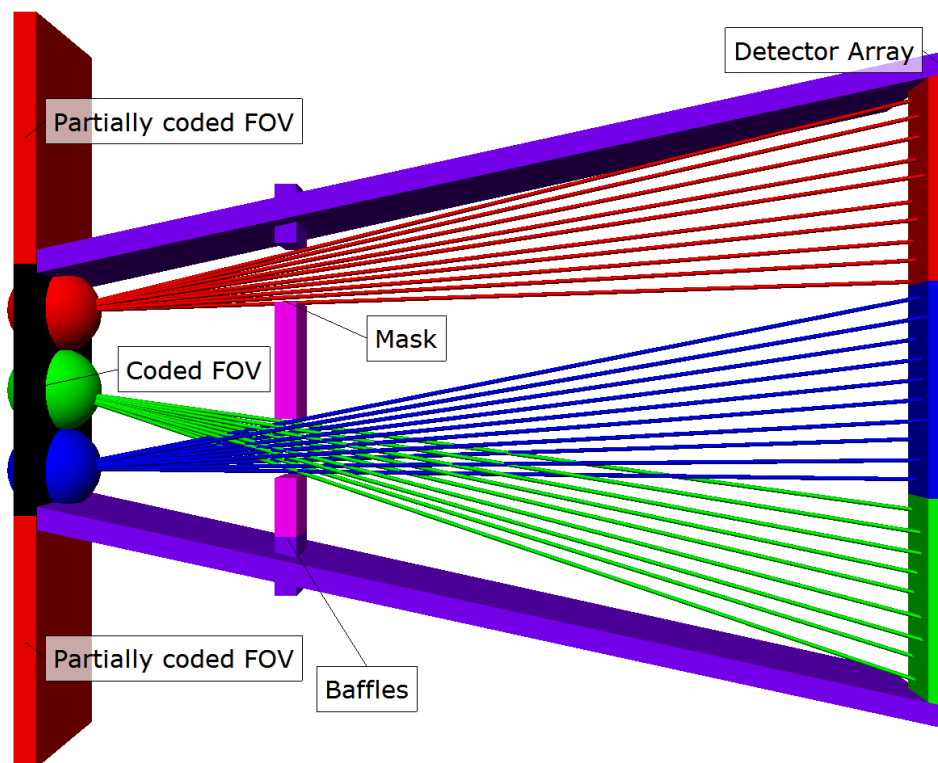 Detector Array
Partially coded FOV
Mask
Coded FOV
Partially coded FOV
Baffles